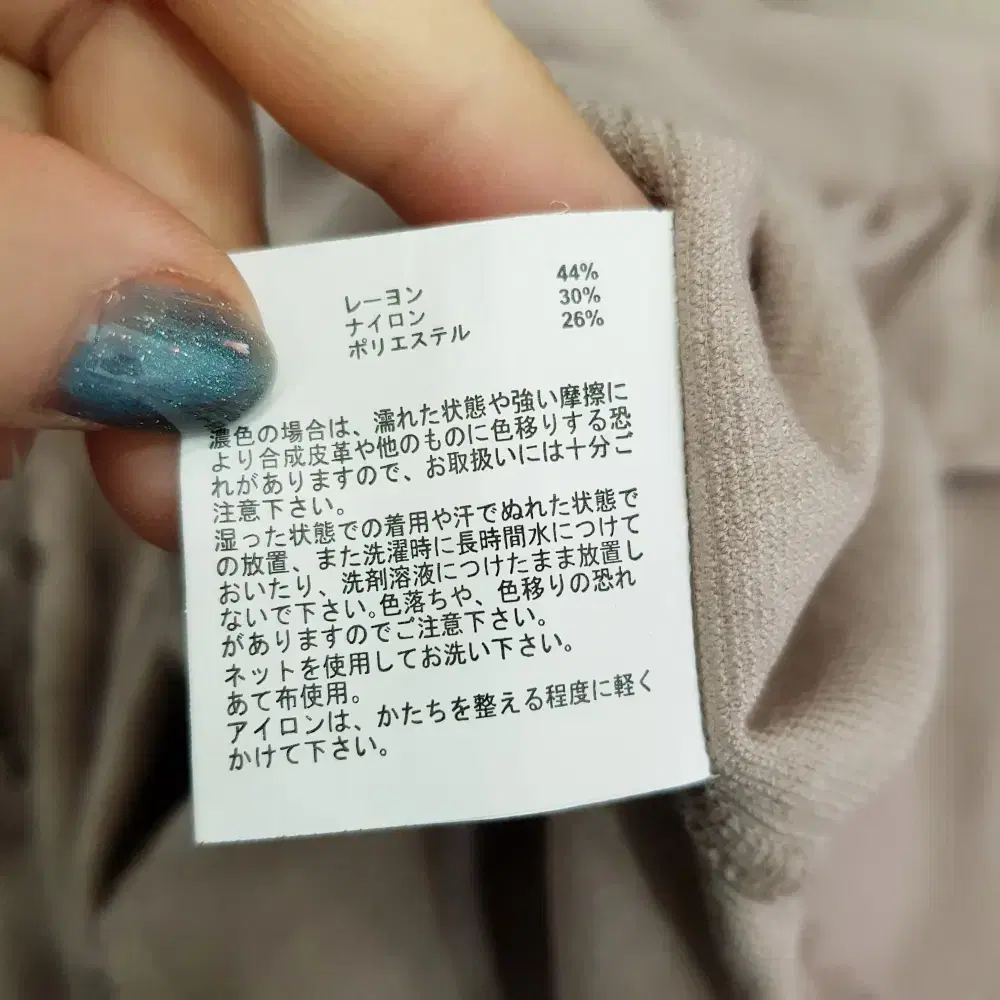 レーヨン 44%
ナイロン 30%
ポリエステル 26%
濃色の場合は、濡れた状態や強い摩擦に
より合成皮革や他のものに色移りする恐
れがありますので、お取扱いには十分ご
注意下さい。
湿った状態での着用や汗でぬれた状態で
の放置、また洗濯時に長時間水につけて
おいたり、洗剤溶液につけたまま放置し
ないで下さい。色落ちや、色移りの恐れ
がありますのでご注意下さい。
ネットを使用してお洗い下さい。
あて布使用。
アイロンは、かたちを整える程度に軽く
かけて下さい。